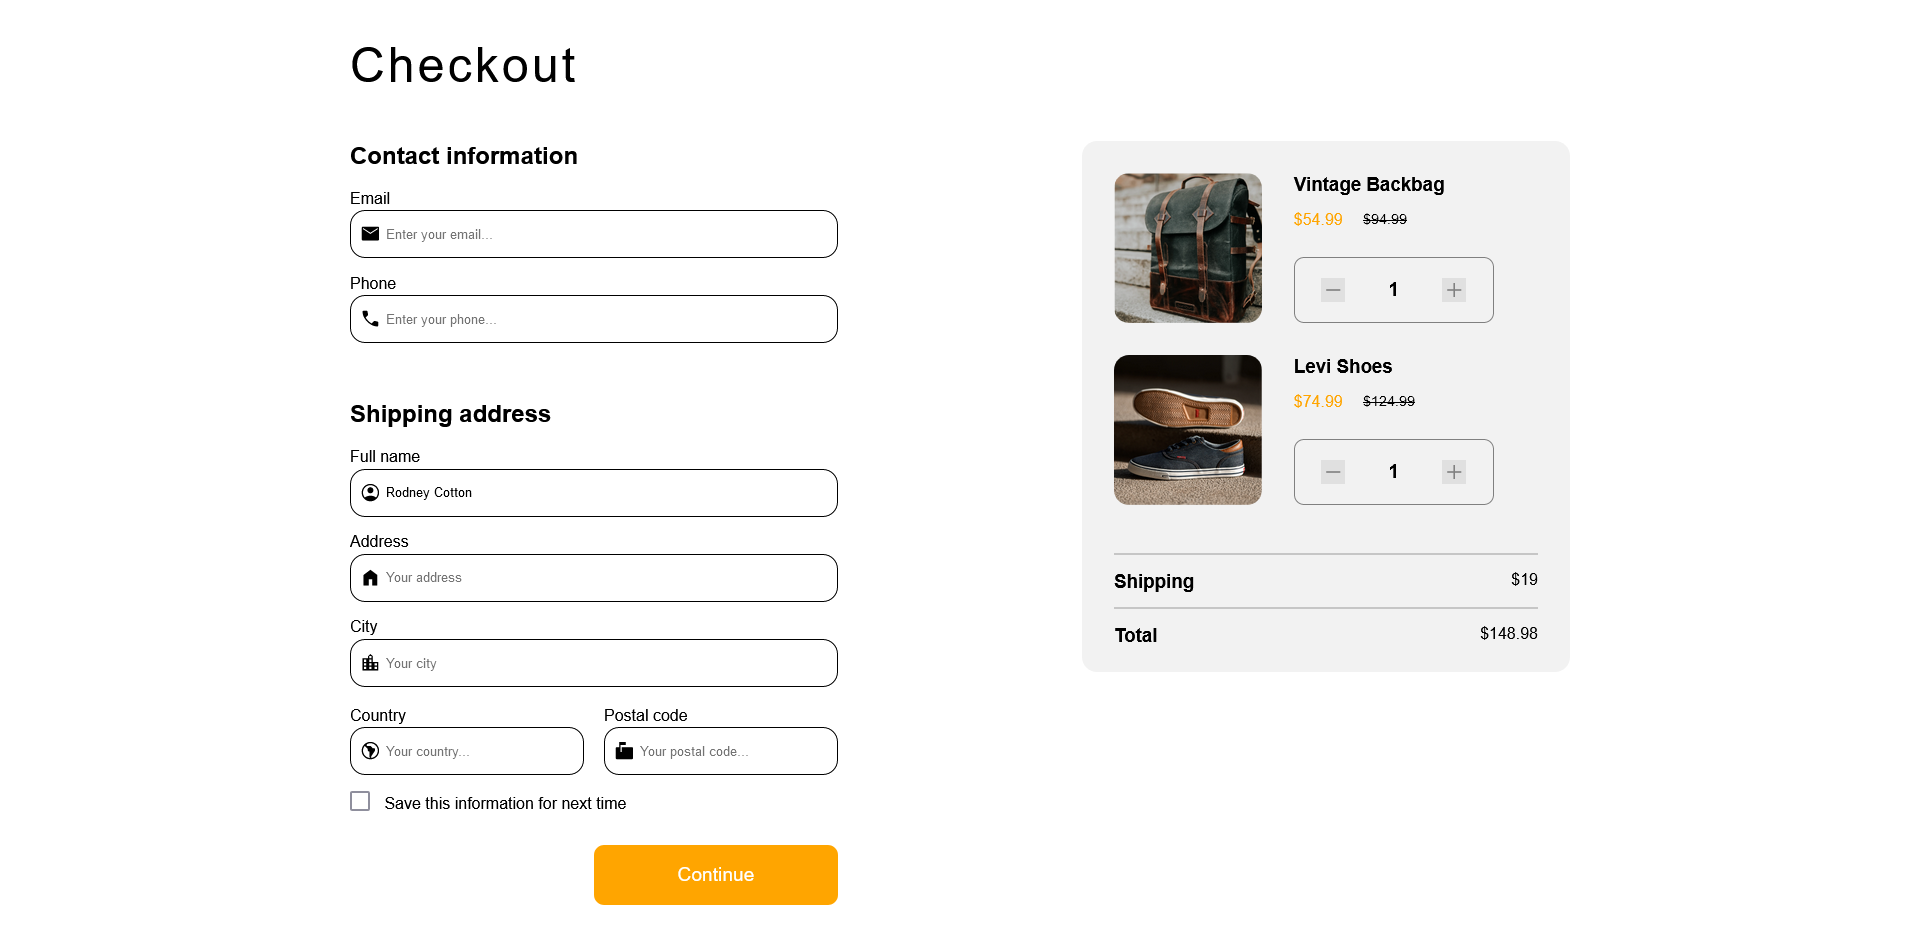 Checkout
Contact information
Email
Enter your email...
Phone
Enter your phone...
Shipping address
Full name
Rodney Cotton
Address
Your address
City
Your city
Country
Your country...
Postal code
Your postal code...
Save this information for next time
Continue
Vintage Backbag
$54.99 $94.99
1
Levi Shoes
$74.99 $124.99
1
Shipping $19
Total $148.98